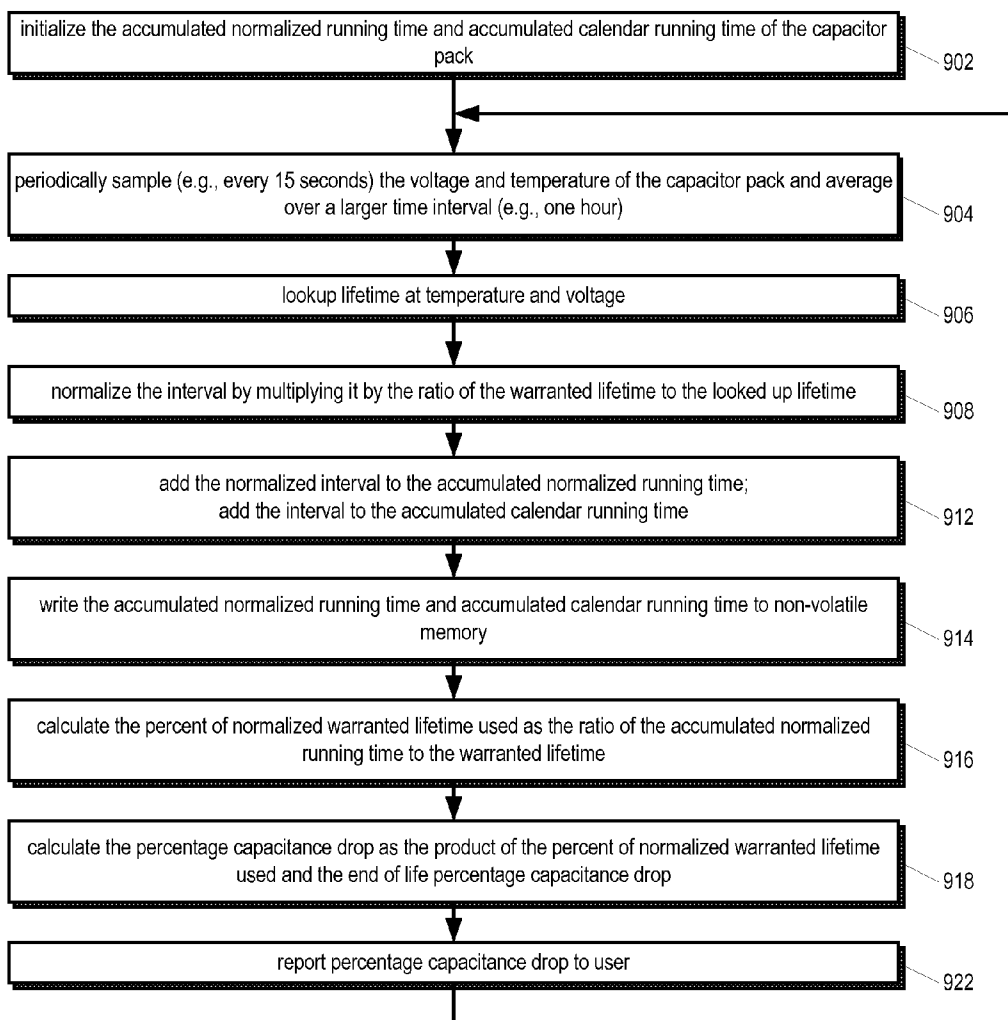 initialize the accumulated normalized running time and accumulated calendar running time of the capacitor
pack
902
periodically sample (e.g., every 15 seconds) the voltage and temperature of the capacitor pack and average
over a larger time interval (e.g., one hour)
904
lookup lifetime at temperature and voltage
906
normalize the interval by multiplying it by the ratio of the warranted lifetime to the looked up lifetime
908
add the normalized interval to the accumulated normalized running time;
add the interval to the accumulated calendar running time
912
write the accumulated normalized running time and accumulated calendar running time to non-volatile
memory
914
calculate the percent of normalized warranted lifetime used as the ratio of the accumulated normalized
running time to the warranted lifetime
916
calculate the percentage capacitance drop as the product of the percent of normalized warranted lifetime
used and the end of life percentage capacitance drop
918
report percentage capacitance drop to user
922